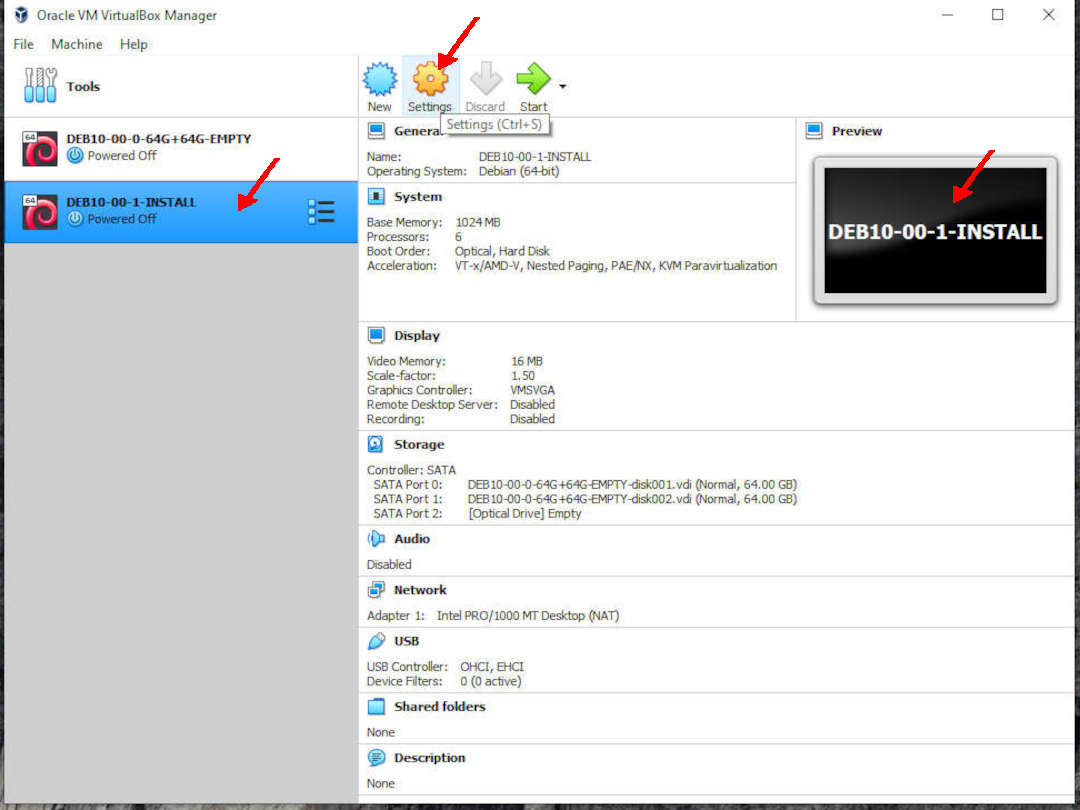 Oracle VM VirtualBox Manager
File Machine Help
Tools
New Settings Discard Start
Settings (Ctrl+S)
64 DEB10-00-0-64G+64G-EMPTY
Powered Off
64 DEB10-00-1-INSTALL
Powered Off
General
Name: DEB10-00-1-INSTALL
Operating System: Debian (64-bit)
Preview
DEB10-00-1-INSTALL
System
Base Memory: 1024 MB
Processors: 6
Boot Order: Optical, Hard Disk
Acceleration: VT-x/AMD-V, Nested Paging, PAE/NX, KVM Paravirtualization
Display
Video Memory: 16 MB
Scale-factor: 1.50
Graphics Controller: VMSVGA
Remote Desktop Server: Disabled
Recording: Disabled
Storage
Controller: SATA
SATA Port 0: DEB10-00-0-64G+64G-EMPTY-disk001.vdi (Normal, 64.00 GB)
SATA Port 1: DEB10-00-0-64G+64G-EMPTY-disk002.vdi (Normal, 64.00 GB)
SATA Port 2: [Optical Drive] Empty
Audio
Disabled
Network
Adapter 1: Intel PRO/1000 MT Desktop (NAT)
USB
USB Controller: OHCI, EHCI
Device Filters: 0 (0 active)
Shared folders
None
Description
None